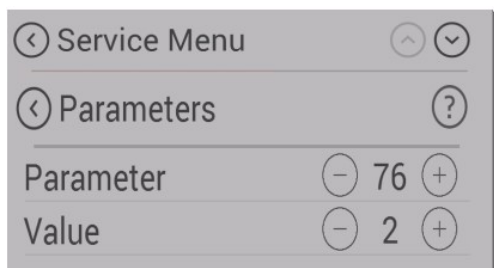 Service Menu
Parameters ?
Parameter - 76 +
Value - 2 +